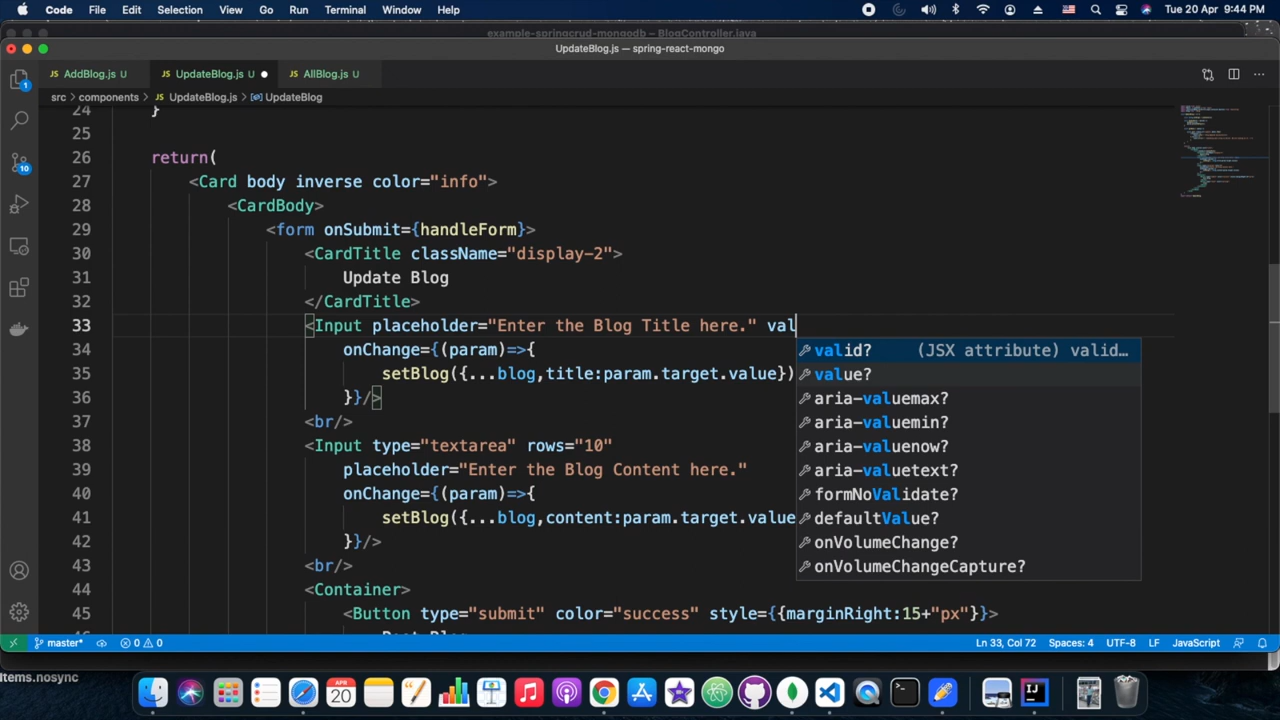 Code File Edit Selection View Go Run Terminal Window Help Tue 20 Apr 9:44 PM
example-springcrud-mongodb – BlogController.java
UpdateBlog.js — spring-react-mongo
JS AddBlog.js U JS UpdateBlog.js U JS AllBlog.js U
src > components > JS UpdateBlog.js > UpdateBlog
24 }
25
26 return(
27 <Card body inverse color="info">
28 <CardBody>
29 <form onSubmit={handleForm}>
30 <CardTitle className="display-2">
31 Update Blog
32 </CardTitle>
33 <Input placeholder="Enter the Blog Title here." val
34 onChange={(param)=>{ valid? (JSX attribute) valid…
35 setBlog({...blog,title:param.target.value}) value?
36 }}/> aria-valuemax?
37 <br/> aria-valuemin?
38 <Input type="textarea" rows="10" aria-valuenow?
39 placeholder="Enter the Blog Content here." aria-valuetext?
40 onChange={(param)=>{ formNoValidate?
41 setBlog({...blog,content:param.target.value defaultValue?
42 }}/> onVolumeChange?
43 <br/> onVolumeChangeCapture?
44 <Container>
45 <Button type="submit" color="success" style={{marginRight:15+"px"}}>
1
10
master* 0 0 Ln 33, Col 72 Spaces: 4 UTF-8 LF JavaScript
Items.nosync
APR
20